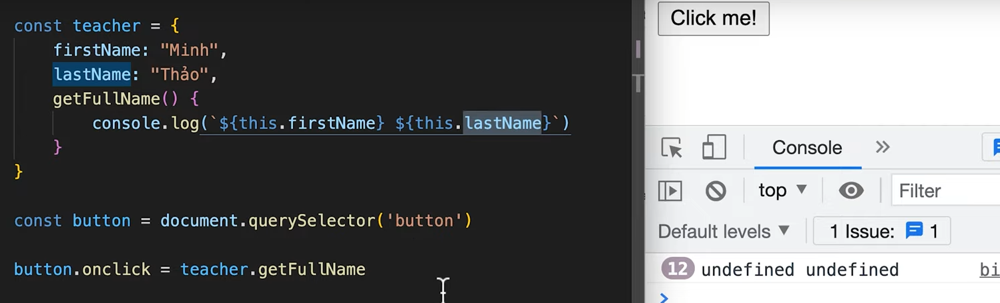 const teacher = {
firstName: "Minh",
lastName: "Thảo",
getFullName() {
console.log(`${this.firstName} ${this.lastName}`)
}
}
const button = document.querySelector('button')
button.onclick = teacher.getFullName
Click me!
Console
top
Filter
Default levels
1 Issue: 1
12 undefined undefined bi